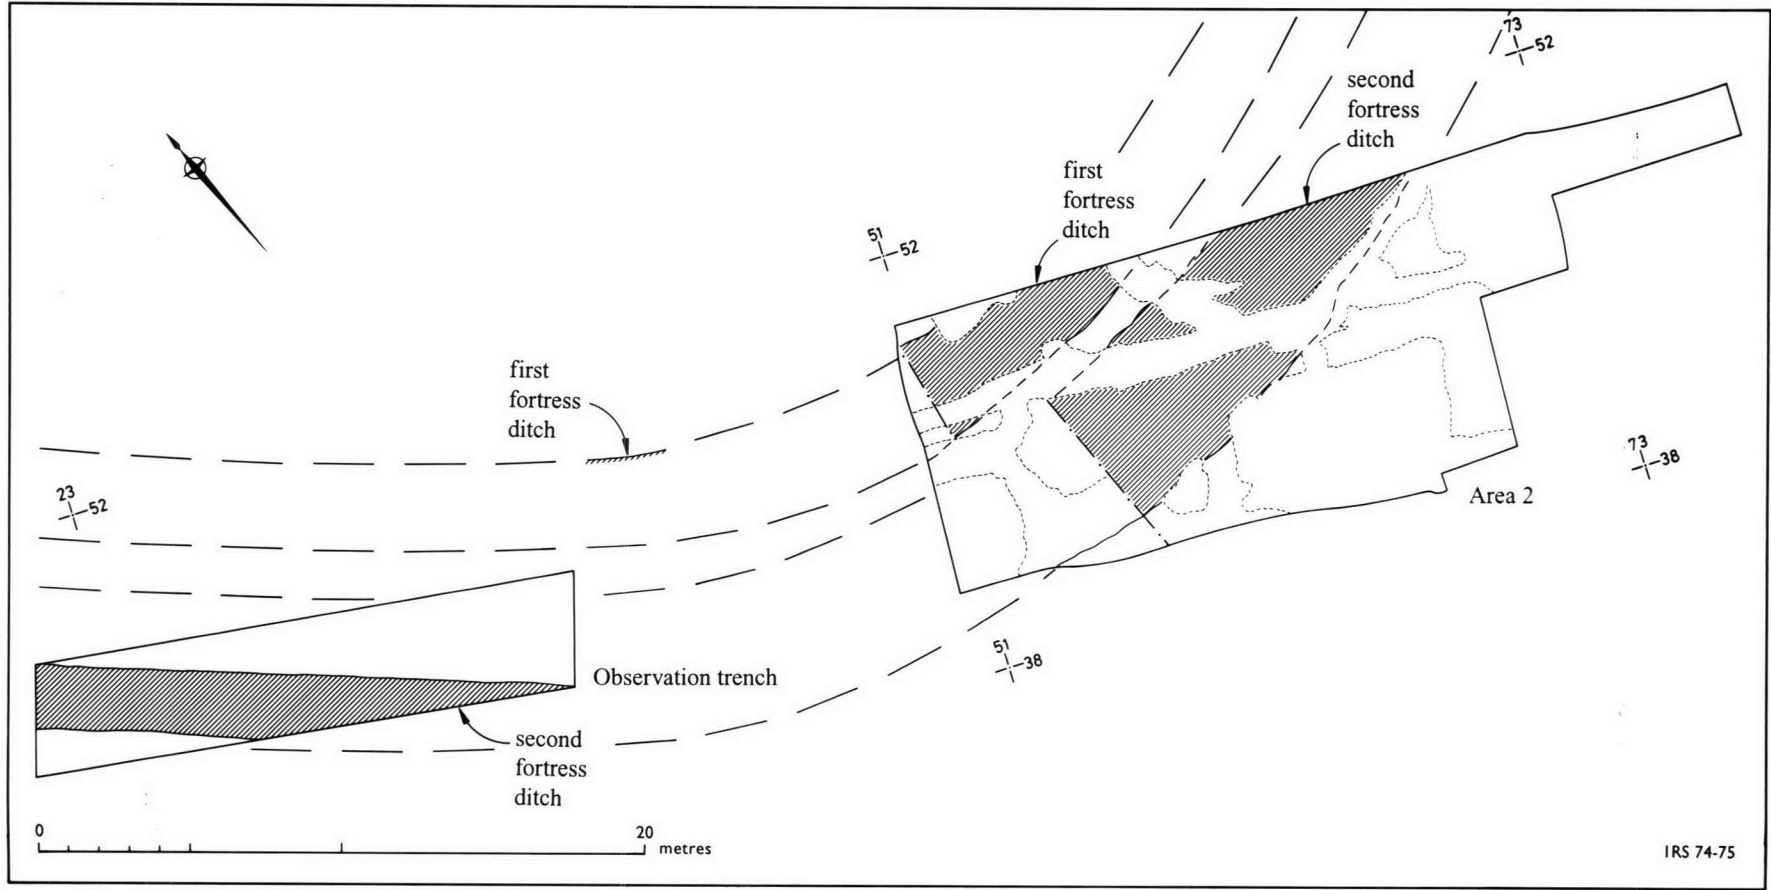 73
52
second
fortress
ditch
first
fortress
ditch
51
52
first
fortress
ditch
23
52
73
38
Area 2
51
38
Observation trench
second
fortress
ditch
0
20
metres
IRS 74-75